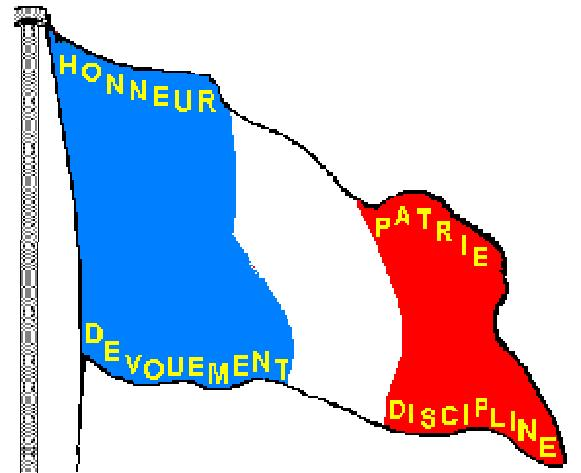 HONNEUR
PATRIE
DEVOUEMENT
DISCIPLINE